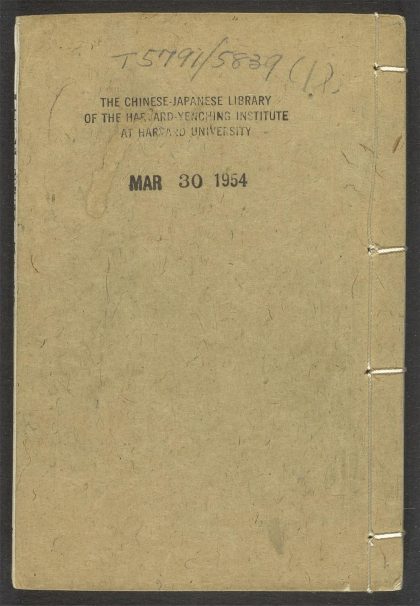 T5791/5839 (1)
THE CHINESE-JAPANESE LIBRARY
OF THE HARVARD-YENCHING INSTITUTE
AT HARVARD UNIVERSITY
MAR 30 1954